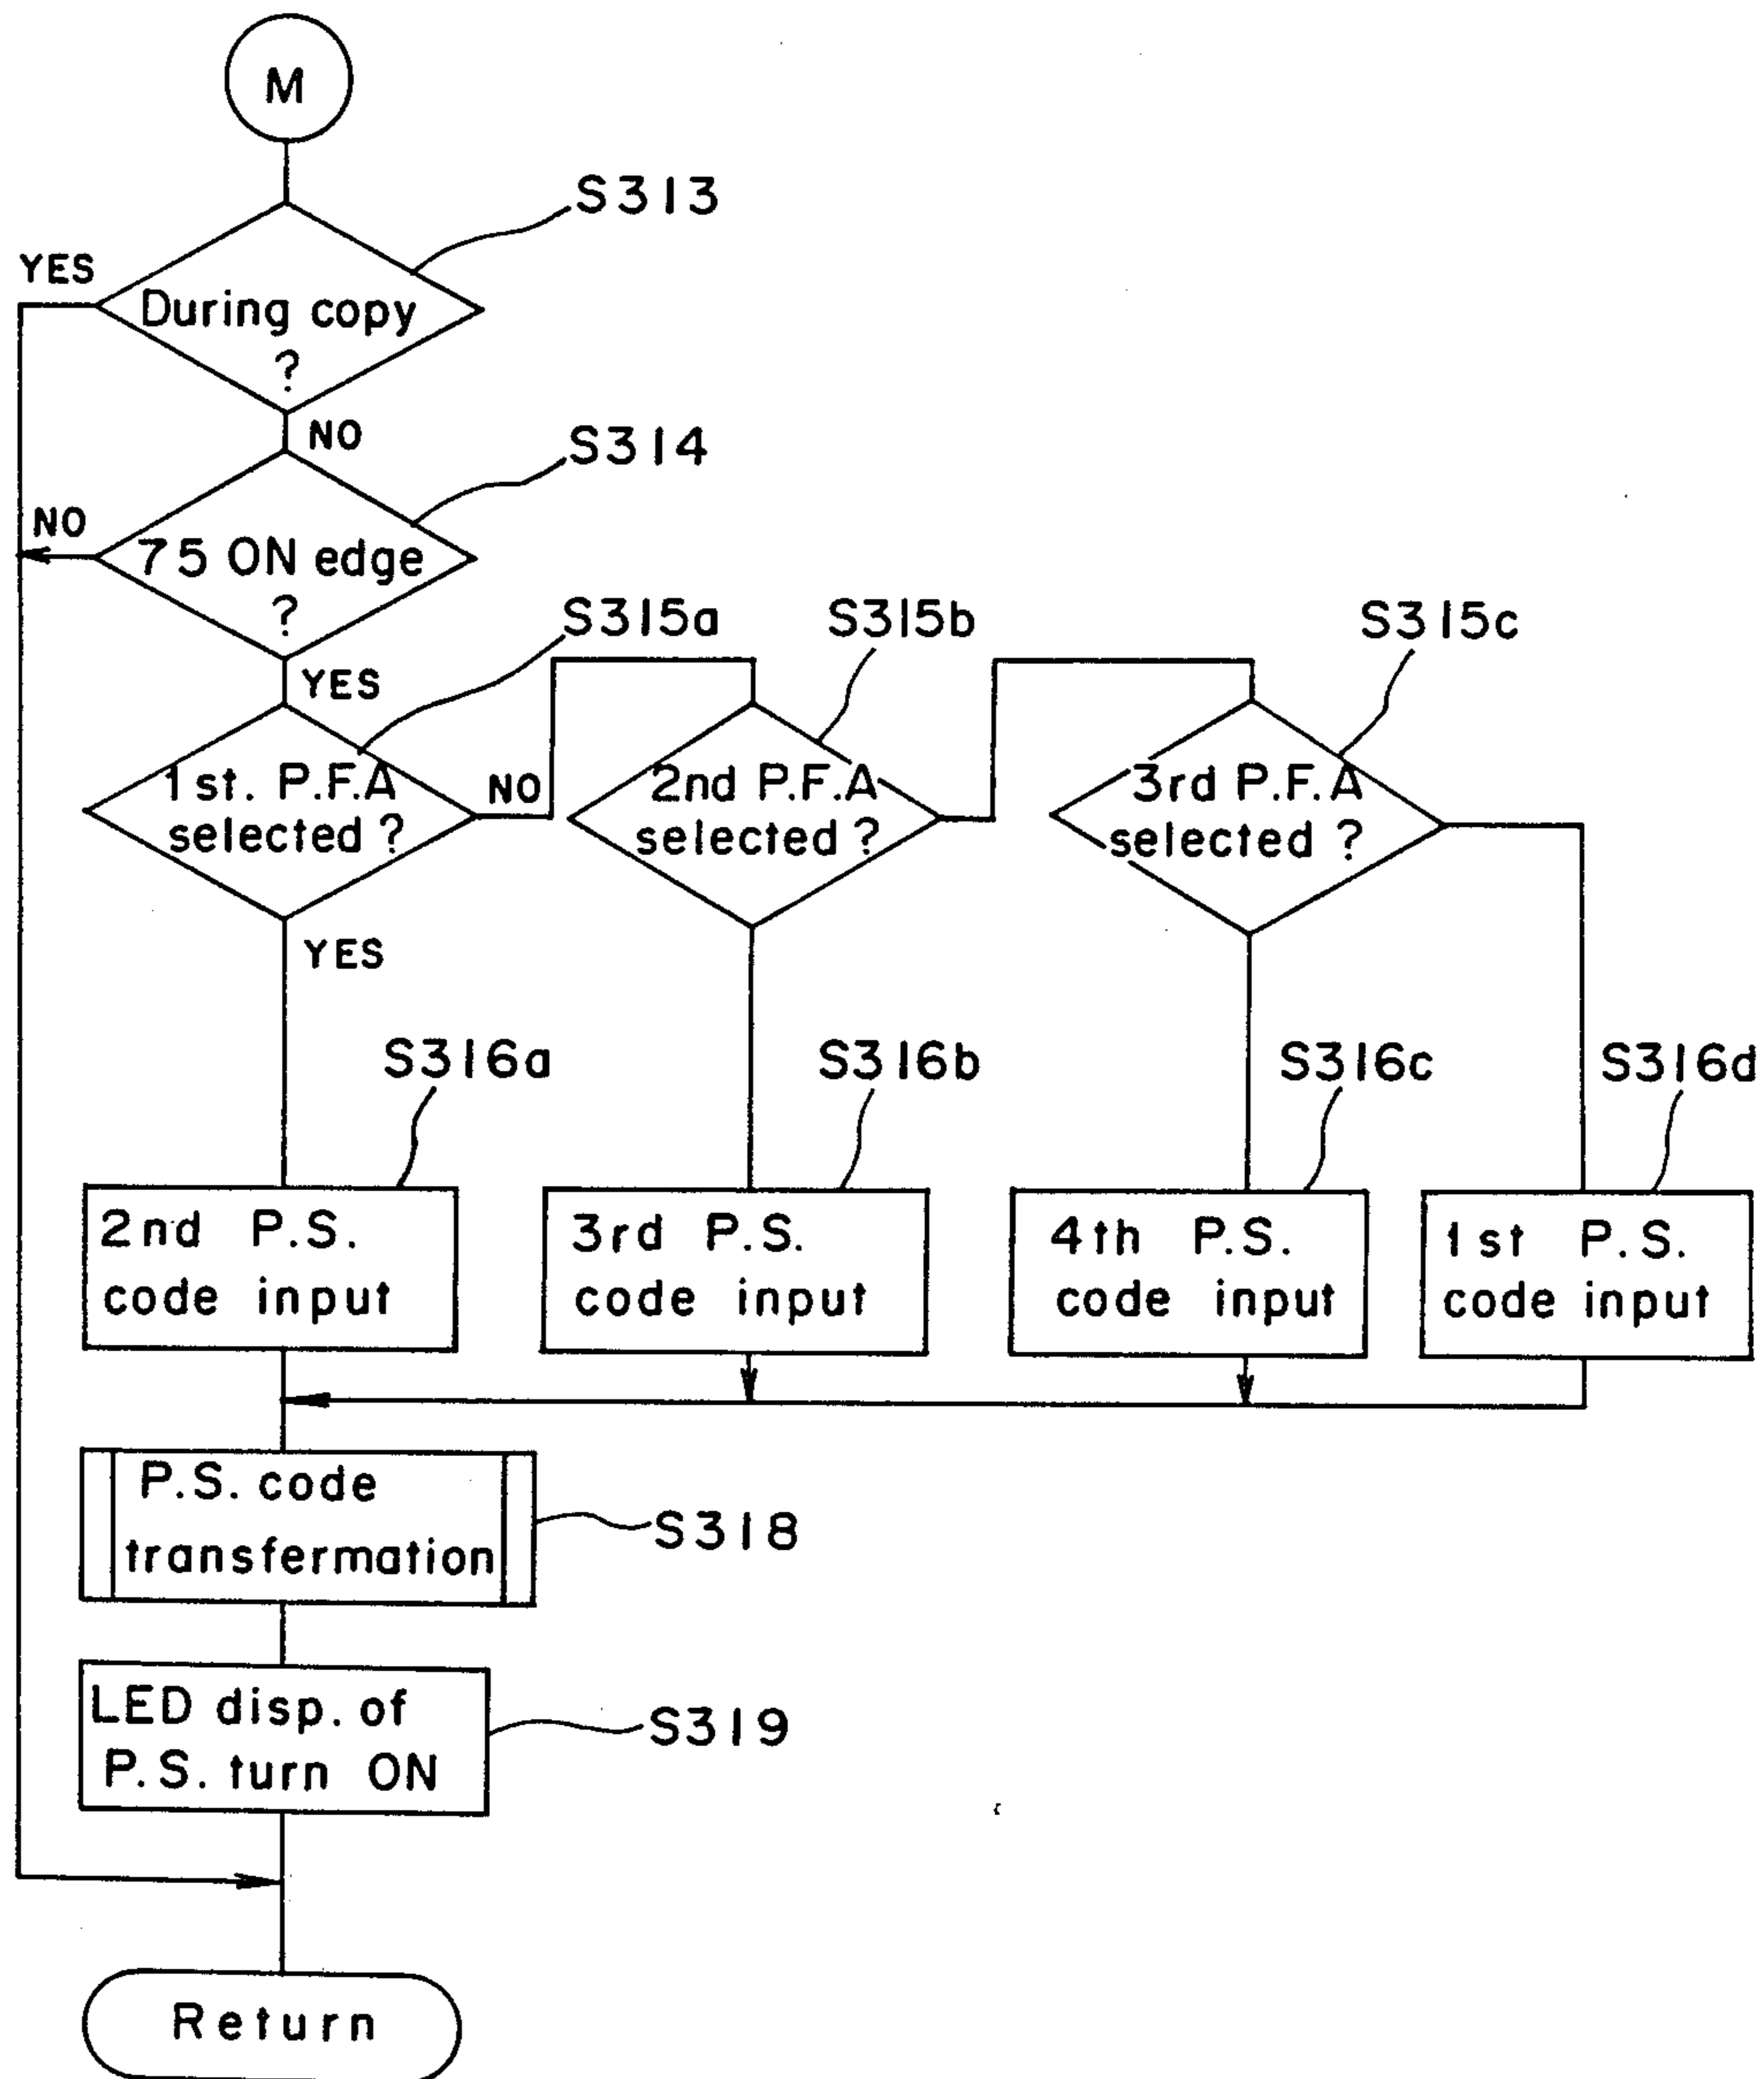 M
S313
YES
During copy
?
NO
S314
NO
75 ON edge
?
YES
S315a
S315b
S315c
1st. P.F.A
selected ?
NO
2nd P.F.A
selected ?
3rd P.F.A
selected ?
YES
S316a
S316b
S316c
S316d
2nd P.S.
code input
3rd P.S.
code input
4th P.S.
code input
1st P.S.
code input
P.S. code
transfermation
S318
LED disp. of
P.S. turn ON
S319
Return